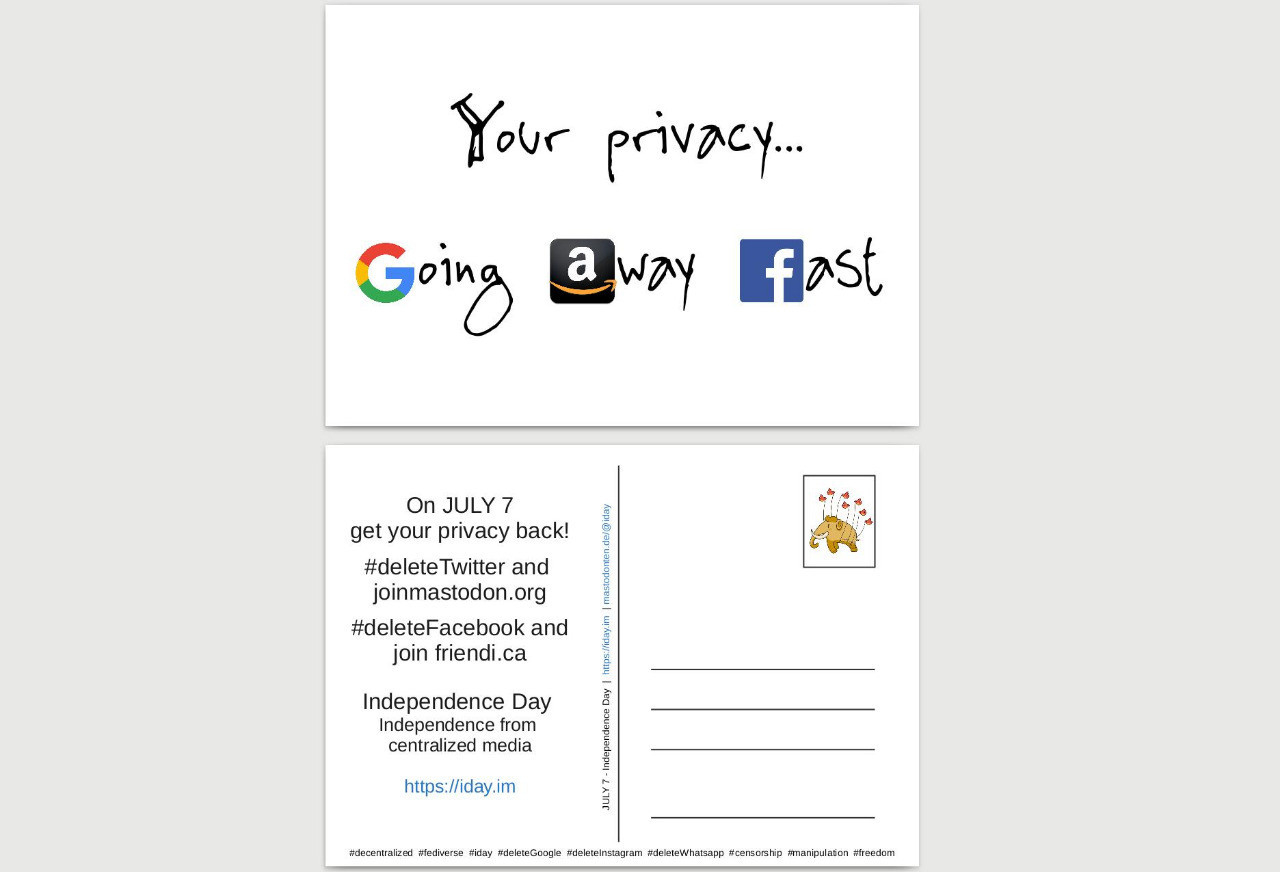 Your privacy...
Going away fast
On JULY 7
get your privacy back!
#deleteTwitter and
joinmastodon.org
#deleteFacebook and
join friendi.ca
Independence Day
Independence from
centralized media
https://iday.im
JULY 7 - Independence Day | https://iday.im | mastodonten.de/@iday
#decentralized #fediverse #iday #deleteGoogle #deleteInstagram #deleteWhatsapp #censorship #manipulation #freedom